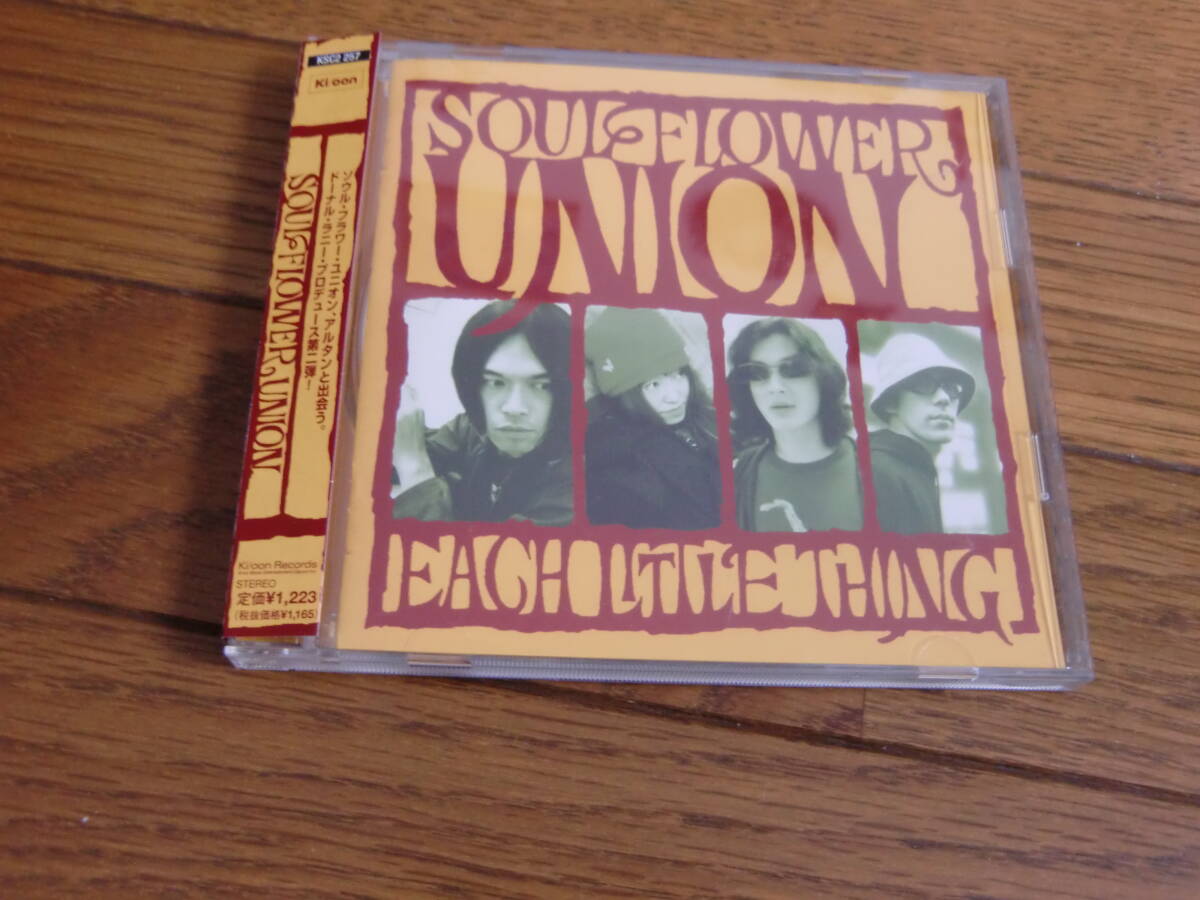 KSC2 257
Ki/oon
ソウル・フラワー・ユニオン、アルタンと出会う。
ドーナル・ラニー・プロデュース第二弾！
SOUL FLOWER UNION
Ki/oon Records
STEREO
定価¥1,223
(税抜価格¥1,165)
SOUL FLOWER
UNION
EACH LITTLE THING